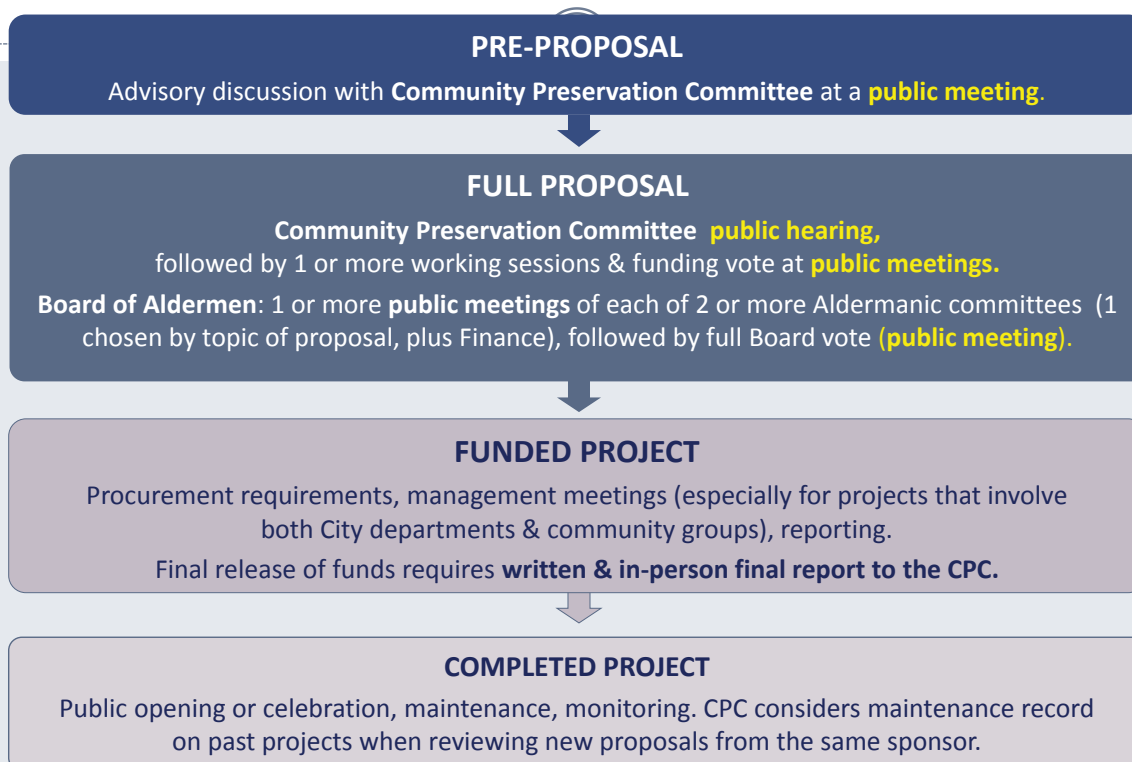 PRE-PROPOSAL
Advisory discussion with Community Preservation Committee at a public meeting.
FULL PROPOSAL
Community Preservation Committee public hearing,
followed by 1 or more working sessions & funding vote at public meetings.
Board of Aldermen: 1 or more public meetings of each of 2 or more Aldermanic committees (1
chosen by topic of proposal, plus Finance), followed by full Board vote (public meeting).
FUNDED PROJECT
Procurement requirements, management meetings (especially for projects that involve
both City departments & community groups), reporting.
Final release of funds requires written & in-person final report to the CPC.
COMPLETED PROJECT
Public opening or celebration, maintenance, monitoring. CPC considers maintenance record
on past projects when reviewing new proposals from the same sponsor.